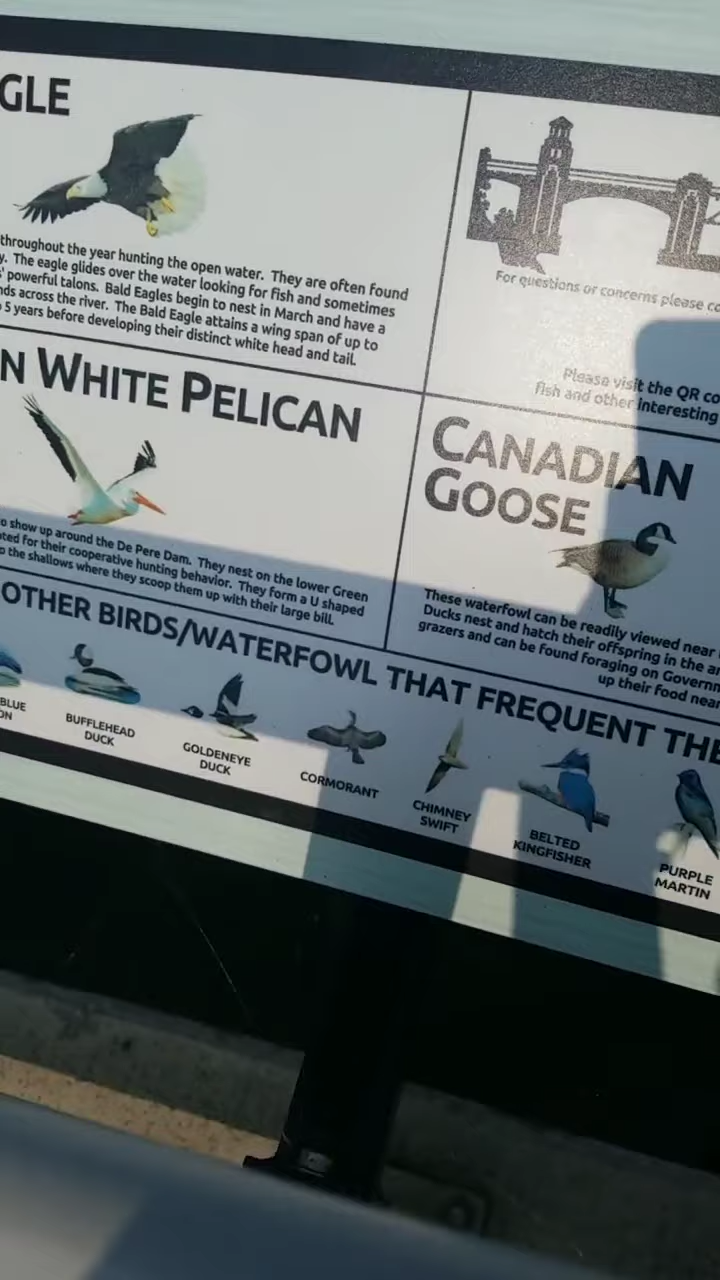 GLE
throughout the year hunting the open water. They are often found
y. The eagle glides over the water looking for fish and sometimes
s' powerful talons. Bald Eagles begin to nest in March and have a
nds across the river. The Bald Eagle attains a wing span of up to
5 years before developing their distinct white head and tail.
For questions or concerns please co
Please visit the QR co
fish and other interesting
N WHITE PELICAN
o show up around the De Pere Dam. They nest on the lower Green
ted for their cooperative hunting behavior. They form a U shaped
o the shallows where they scoop them up with their large bill.
CANADIAN
GOOSE
These waterfowl can be readily viewed near
Ducks nest and hatch their offspring in the ar
grazers and can be found foraging on Governm
up their food near
OTHER BIRDS/WATERFOWL THAT FREQUENT THE
BLUE
ON
BUFFLEHEAD
DUCK
GOLDENEYE
DUCK
CORMORANT
CHIMNEY
SWIFT
BELTED
KINGFISHER
PURPLE
MARTIN